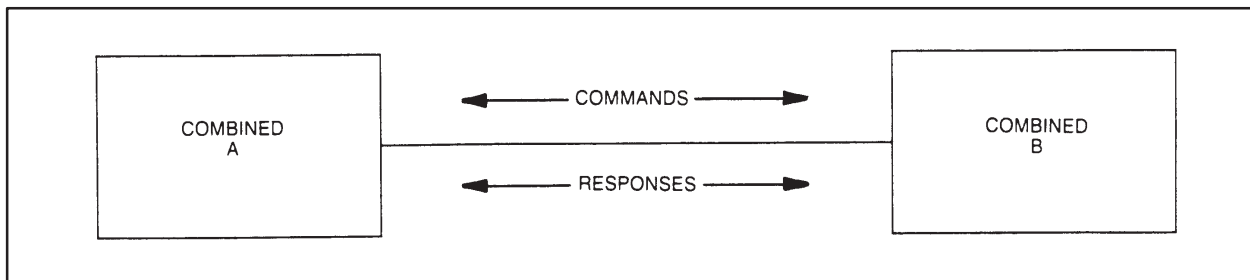 COMBINED
A
COMMANDS
RESPONSES
COMBINED
B